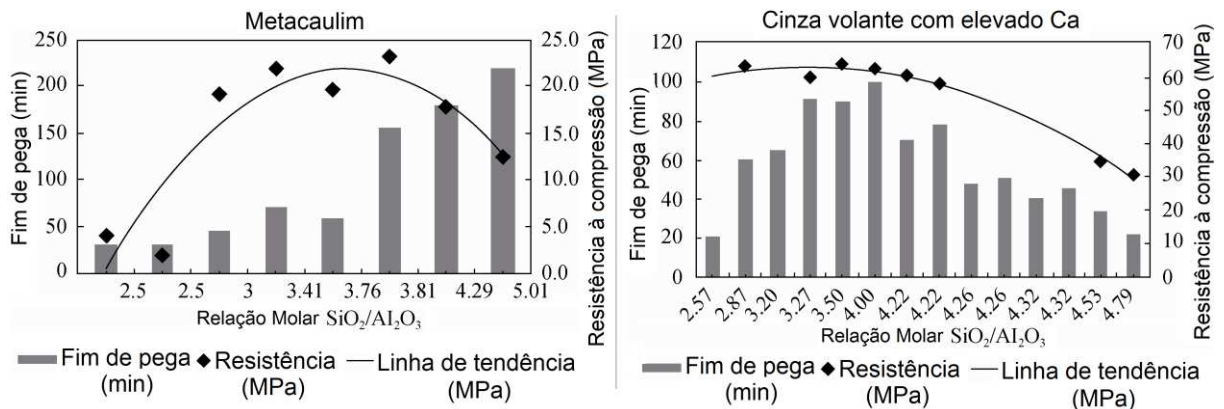 Metacaulim
Fim de pega (min)
250
200
150
100
50
0
25.0
20.0
15.0
10.0
5.0
0.0
Resistência à compressão (MPa)
2.5 2.5 3 3.41 3.76 3.81 4.29 5.01
Relação Molar SiO₂/Al₂O₃
Fim de pega (min)
Resistência (MPa)
Linha de tendência (MPa)
Cinza volante com elevado Ca
Fim de pega (min)
120
100
80
60
40
20
0
70
60
50
40
30
20
10
0
Resistência à compressão (MPa)
2.57 2.87 3.20 3.27 3.50 4.00 4.22 4.22 4.26 4.26 4.32 4.32 4.53 4.79
Relação Molar SiO₂/Al₂O₃
Fim de pega (min)
Resistência (MPa)
Linha de tendência (MPa)